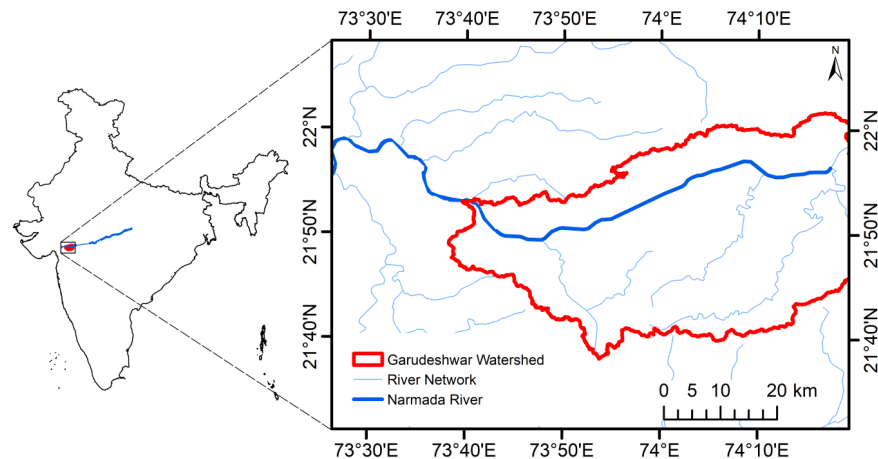 73°30'E 73°40'E 73°50'E 74°E 74°10'E
N
22°N 22°N
21°50'N 21°50'N
21°40'N 21°40'N
Garudeshwar Watershed
River Network
Narmada River
0 5 10 20 km
73°30'E 73°40'E 73°50'E 74°E 74°10'E